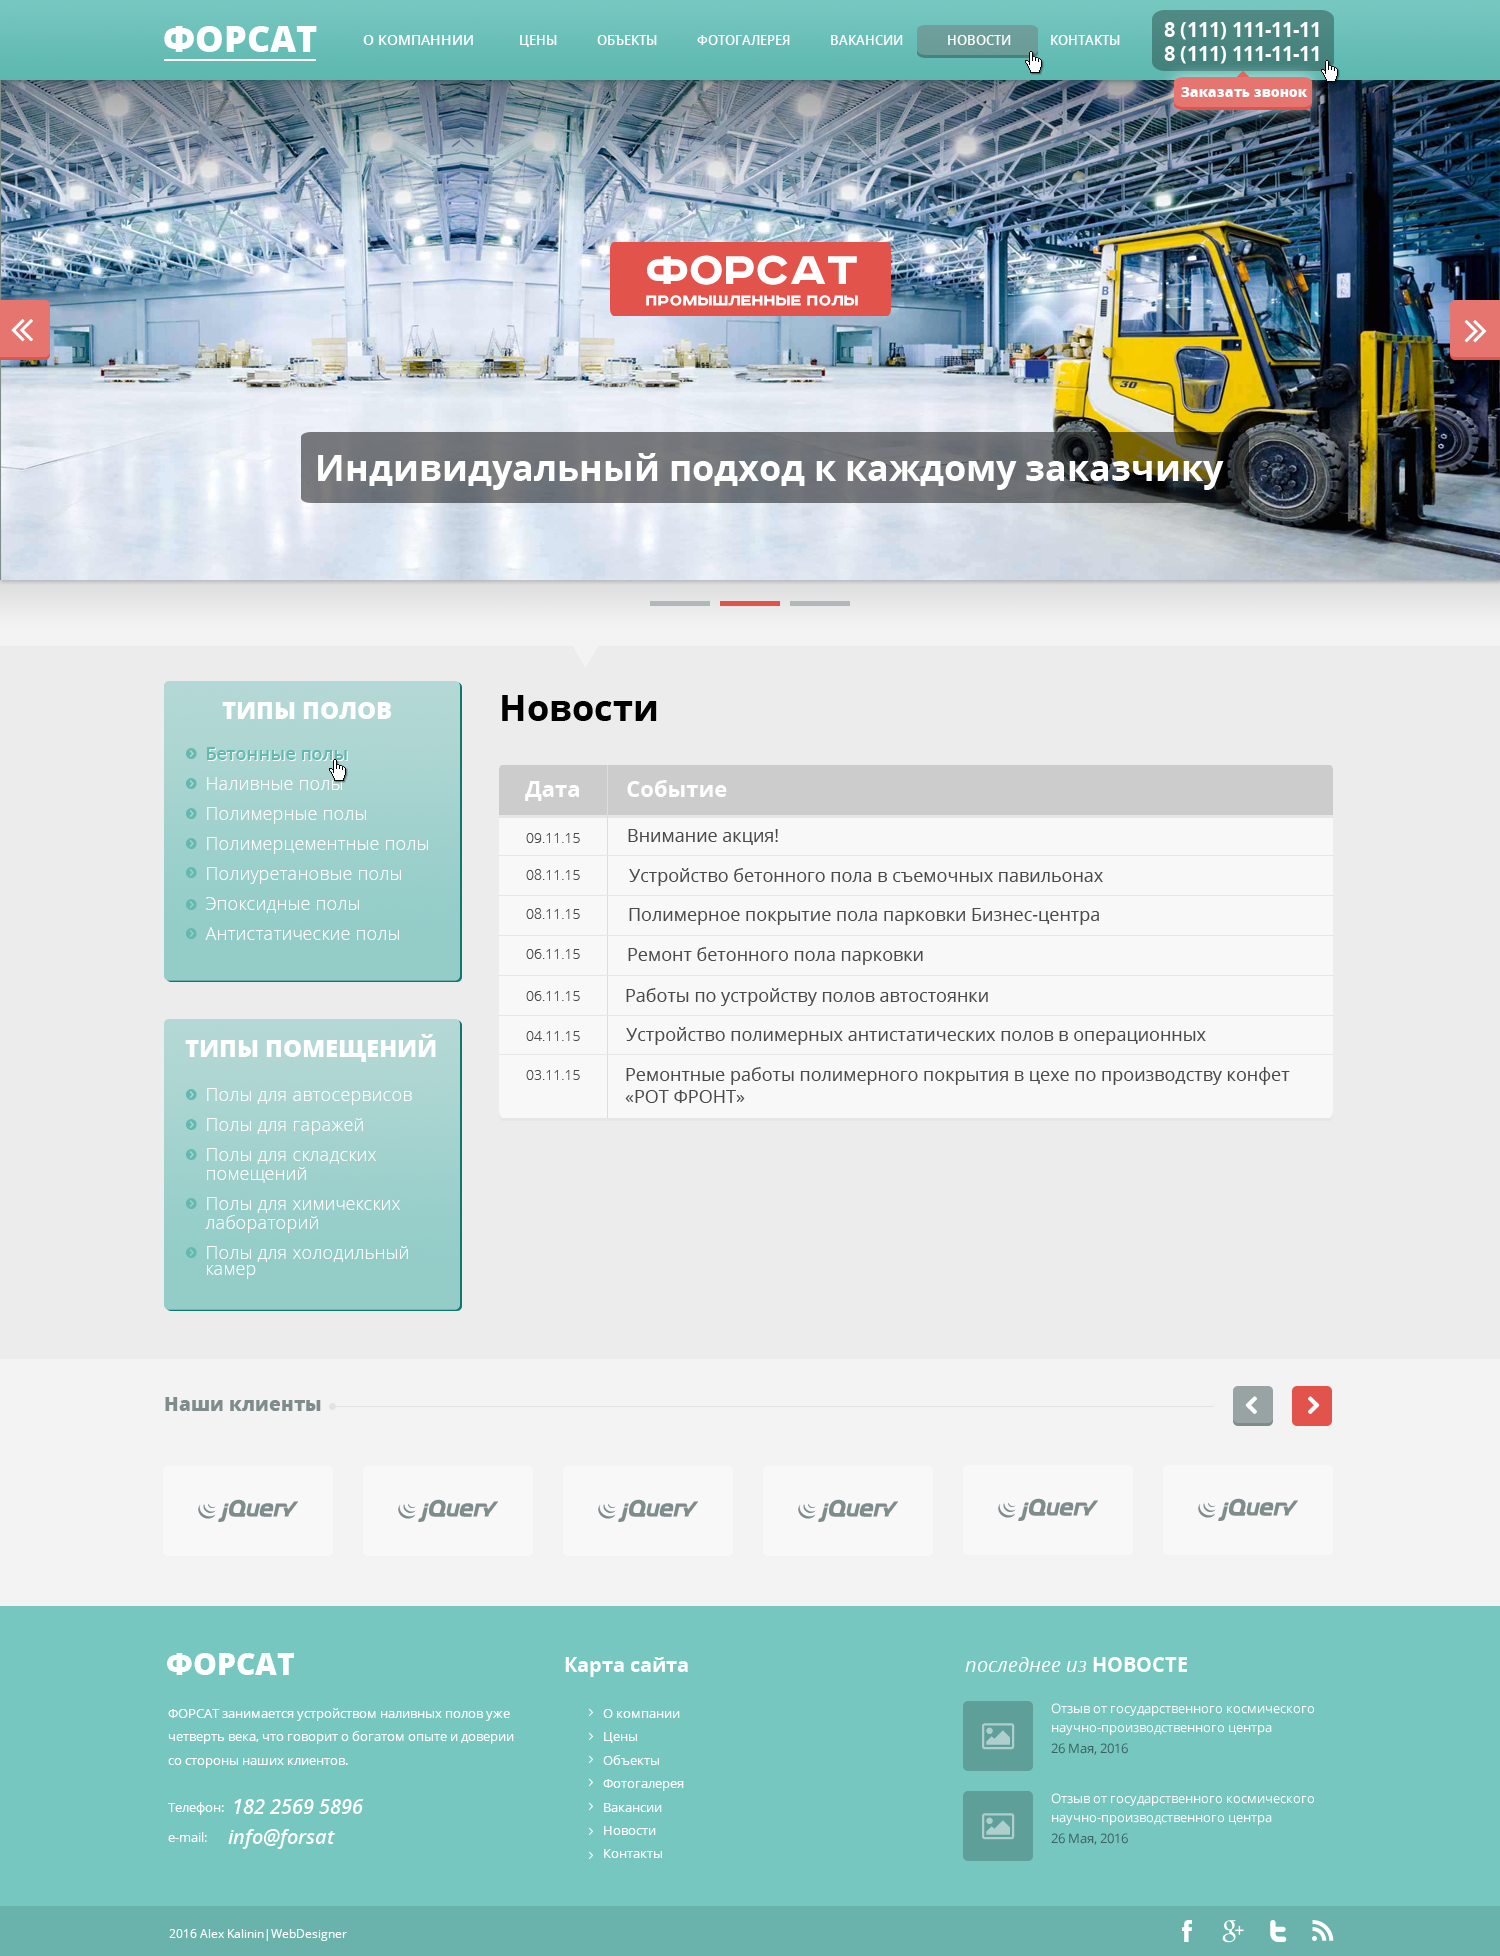 ФОРСАТ
О КОМПАННИИ
ЦЕНЫ
ОБЪЕКТЫ
ФОТОГАЛЕРЕЯ
ВАКАНСИИ
НОВОСТИ
КОНТАКТЫ
8 (111) 111-11-11
8 (111) 111-11-11
Заказать звонок
ФОРСАТ
ПРОМЫШЛЕННЫЕ ПОЛЫ
30
Индивидуальный подход к каждому заказчику
ТИПЫ ПОЛОВ
Бетонные полы
Наливные полы
Полимерные полы
Полимерцементные полы
Полиуретановые полы
Эпоксидные полы
Антистатические полы
ТИПЫ ПОМЕЩЕНИЙ
Полы для автосервисов
Полы для гаражей
Полы для складских
помещений
Полы для химичекских
лабораторий
Полы для холодильный
камер
Новости
Дата Событие
09.11.15 Внимание акция!
08.11.15 Устройство бетонного пола в съемочных павильонах
08.11.15 Полимерное покрытие пола парковки Бизнес-центра
06.11.15 Ремонт бетонного пола парковки
06.11.15 Работы по устройству полов автостоянки
04.11.15 Устройство полимерных антистатических полов в операционных
03.11.15 Ремонтные работы полимерного покрытия в цехе по производству конфет
«РОТ ФРОНТ»
Наши клиенты
jQuery
jQuery
jQuery
jQuery
jQuery
jQuery
ФОРСАТ
ФОРСАТ занимается устройством наливных полов уже
четверть века, что говорит о богатом опыте и доверии
со стороны наших клиентов.
Телефон: 182 2569 5896
e-mail: info@forsat
Карта сайта
О компании
Цены
Объекты
Фотогалерея
Вакансии
Новости
Контакты
последнее из НОВОСТЕ
Отзыв от государственного космического
научно-производственного центра
26 Мая, 2016
Отзыв от государственного космического
научно-производственного центра
26 Мая, 2016
2016 Alex Kalinin|WebDesigner